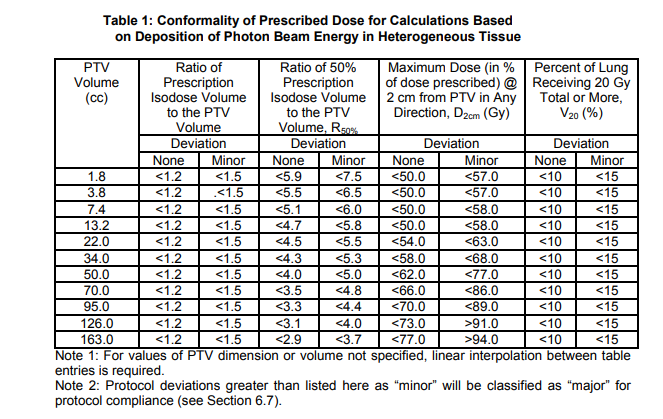 Table 1: Conformality of Prescribed Dose for Calculations Based
on Deposition of Photon Beam Energy in Heterogeneous Tissue
PTV Volume (cc) | Ratio of Prescription Isodose Volume to the PTV Volume | Ratio of 50% Prescription Isodose Volume to the PTV Volume, R50% | Maximum Dose (in % of dose prescribed) @ 2 cm from PTV in Any Direction, D2cm (Gy) | Percent of Lung Receiving 20 Gy Total or More, V20 (%)
Deviation | Deviation | Deviation | Deviation
None | Minor | None | Minor | None | Minor | None | Minor
1.8 | <1.2 | <1.5 | <5.9 | <7.5 | <50.0 | <57.0 | <10 | <15
3.8 | <1.2 | .<1.5 | <5.5 | <6.5 | <50.0 | <57.0 | <10 | <15
7.4 | <1.2 | <1.5 | <5.1 | <6.0 | <50.0 | <58.0 | <10 | <15
13.2 | <1.2 | <1.5 | <4.7 | <5.8 | <50.0 | <58.0 | <10 | <15
22.0 | <1.2 | <1.5 | <4.5 | <5.5 | <54.0 | <63.0 | <10 | <15
34.0 | <1.2 | <1.5 | <4.3 | <5.3 | <58.0 | <68.0 | <10 | <15
50.0 | <1.2 | <1.5 | <4.0 | <5.0 | <62.0 | <77.0 | <10 | <15
70.0 | <1.2 | <1.5 | <3.5 | <4.8 | <66.0 | <86.0 | <10 | <15
95.0 | <1.2 | <1.5 | <3.3 | <4.4 | <70.0 | <89.0 | <10 | <15
126.0 | <1.2 | <1.5 | <3.1 | <4.0 | <73.0 | >91.0 | <10 | <15
163.0 | <1.2 | <1.5 | <2.9 | <3.7 | <77.0 | >94.0 | <10 | <15
Note 1: For values of PTV dimension or volume not specified, linear interpolation between table
entries is required.
Note 2: Protocol deviations greater than listed here as “minor” will be classified as “major” for
protocol compliance (see Section 6.7).